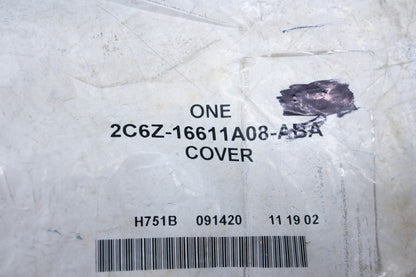 ONE
2C6Z-16611A08-ABA
COVER
H751B 091420 11 19 02